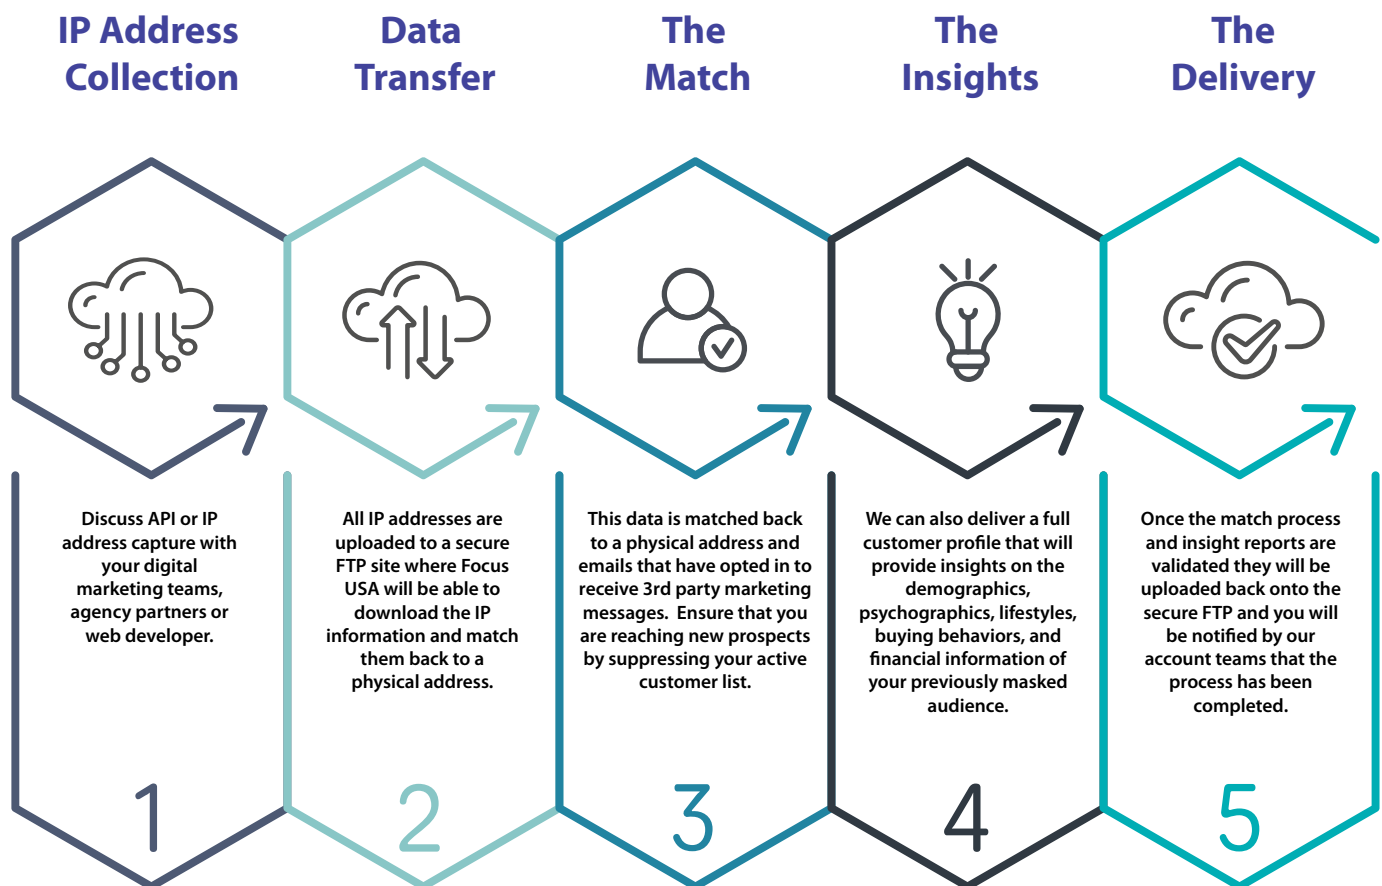 IP Address
Collection
Data
Transfer
The
Match
The
Insights
The
Delivery
Discuss API or IP
address capture with
your digital
marketing teams,
agency partners or
web developer.
1
All IP addresses are
uploaded to a secure
FTP site where Focus
USA will be able to
download the IP
information and match
them back to a
physical address.
2
This data is matched back
to a physical address and
emails that have opted in to
receive 3rd party marketing
messages.  Ensure that you
are reaching new prospects
by suppressing your active
customer list.
3
We can also deliver a full
customer profile that will
provide insights on the
demographics,
psychographics, lifestyles,
buying behaviors, and
financial information of
your previously masked
audience.
4
Once the match process
and insight reports are
validated they will be
uploaded back onto the
secure FTP and you will
be notified by our
account teams that the
process has been
completed.
5